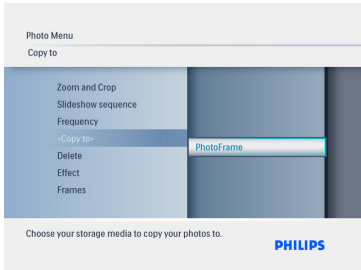 Photo Menu
Copy to
Zoom and Crop
Slideshow sequence
Frequency
«Copy to»
PhotoFrame
Delete
Effect
Frames
Choose your storage media to copy your photos to.
PHILIPS